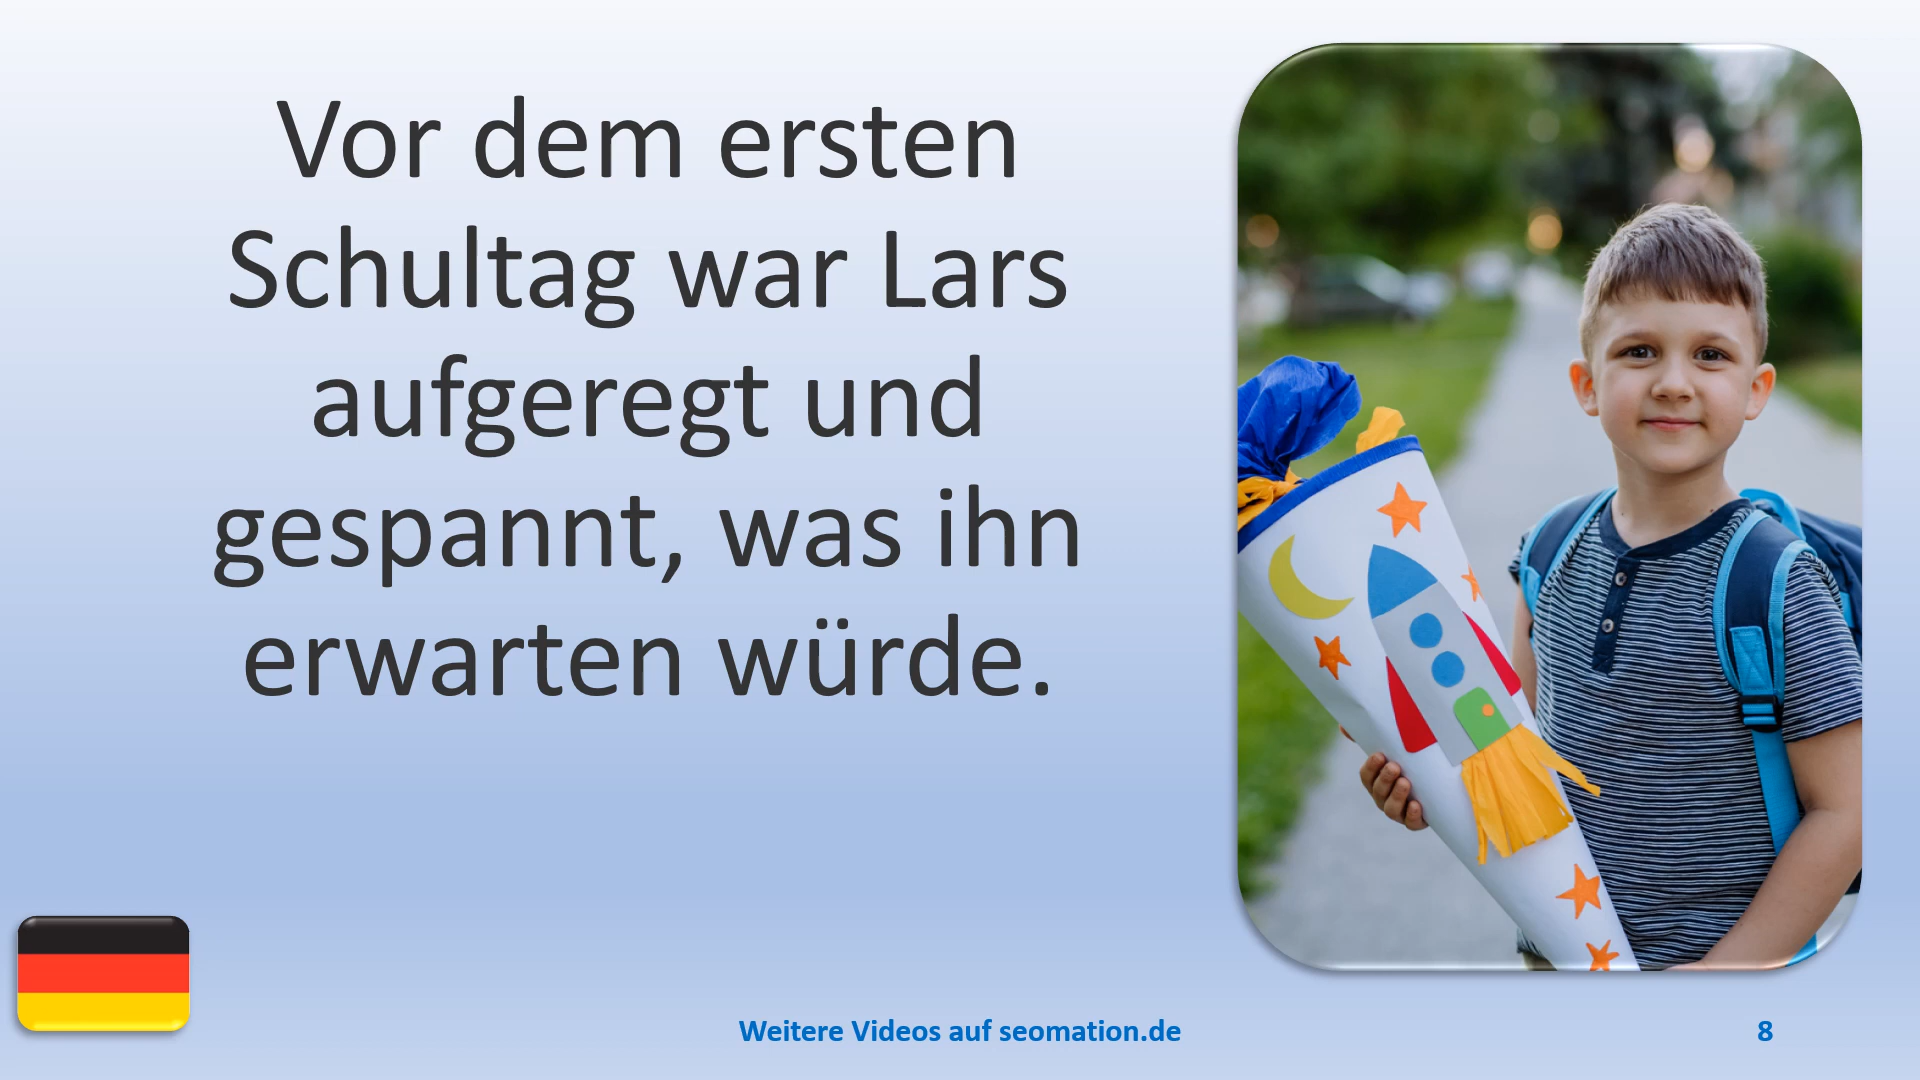 Vor dem ersten
Schultag war Lars
aufgeregt und
gespannt, was ihn
erwarten würde.
Weitere Videos auf seomation.de
8